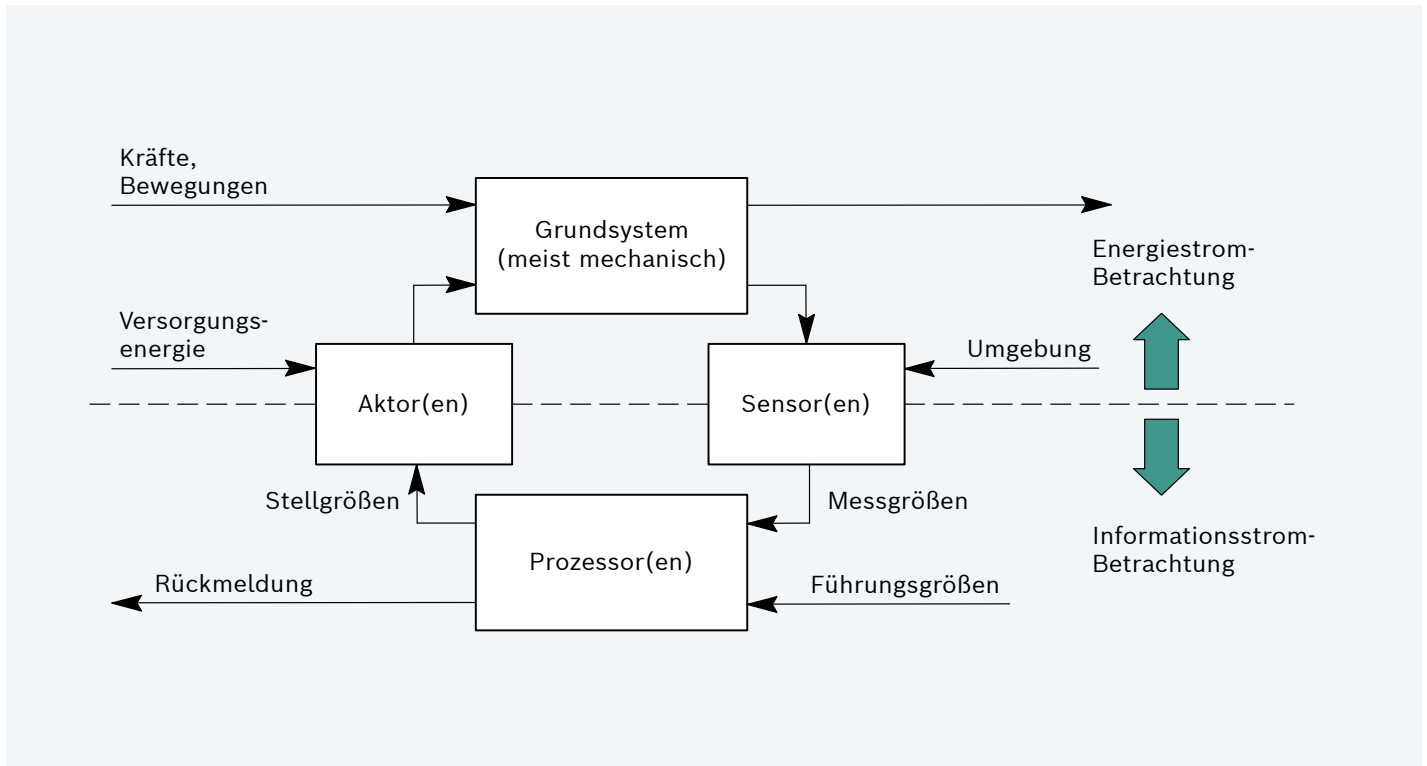 Kräfte,
Bewegungen
Grundsystem
(meist mechanisch)
Energiestrom-
Betrachtung
Versorgungs-
energie
Umgebung
Aktor(en)
Sensor(en)
Stellgrößen
Messgrößen
Informationsstrom-
Betrachtung
Prozessor(en)
Rückmeldung
Führungsgrößen